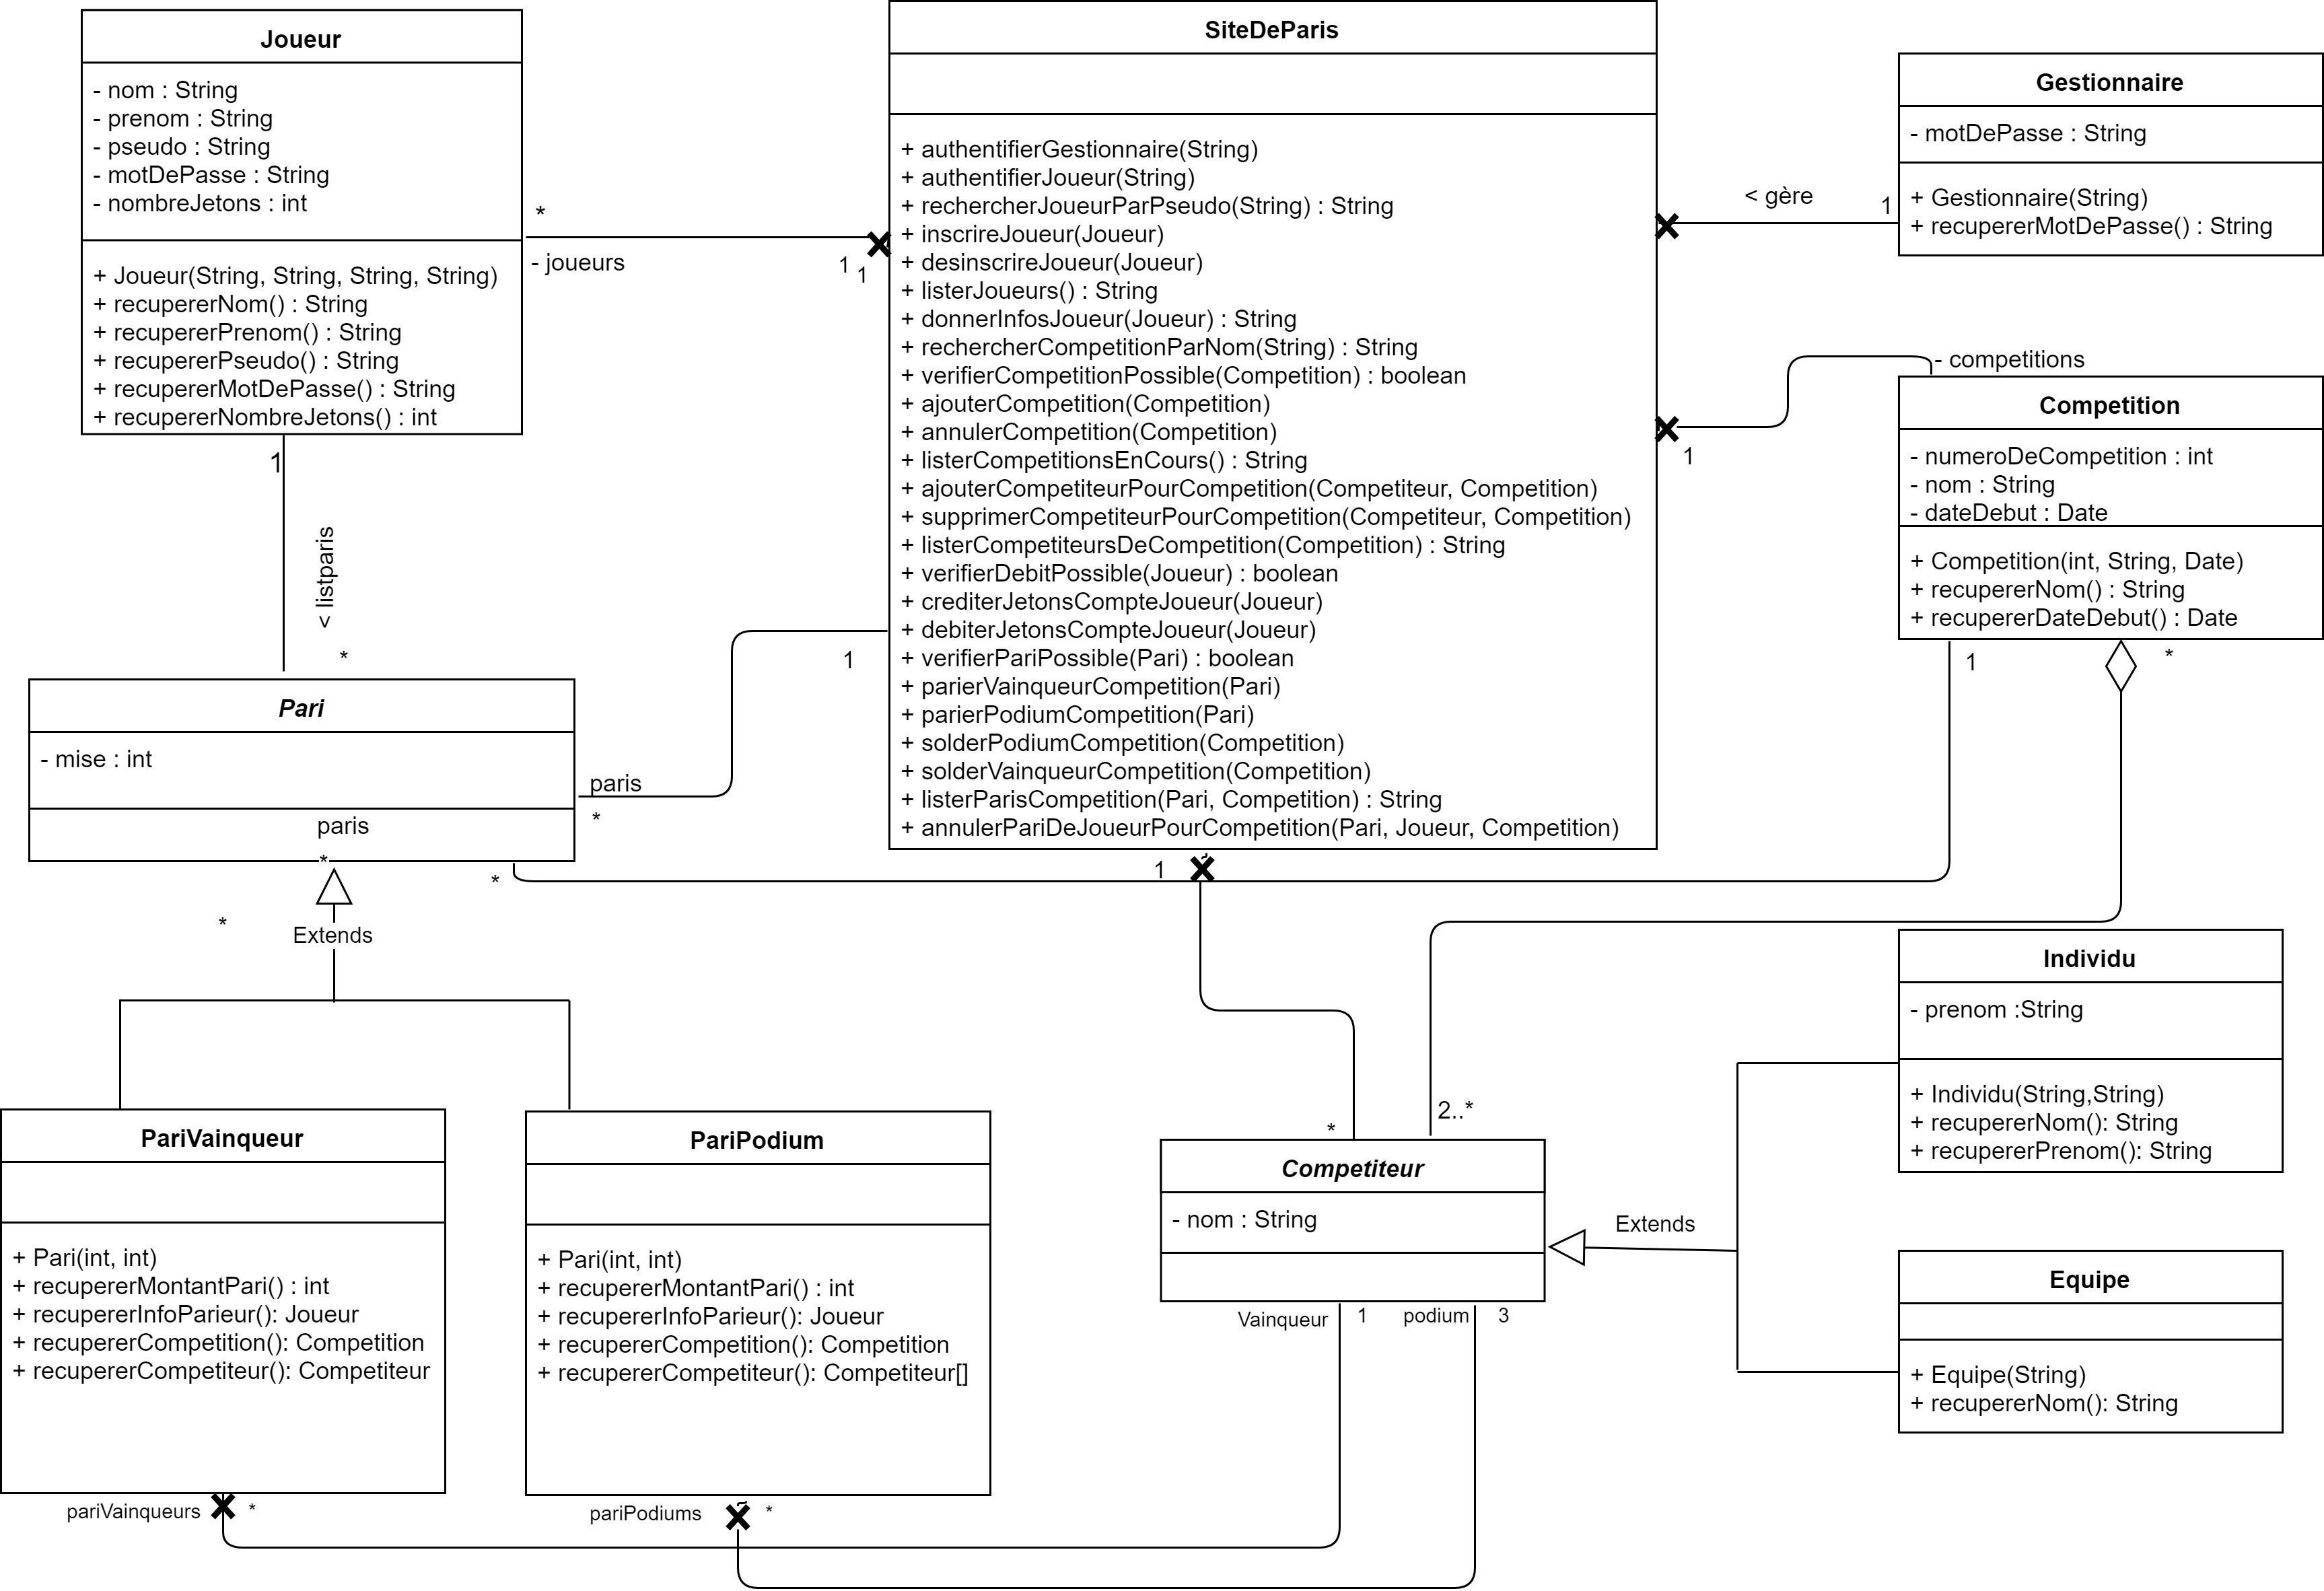 Joueur
- nom : String
- prenom : String
- pseudo : String
- motDePasse : String
- nombreJetons : int
+ Joueur(String, String, String, String)
+ recupererNom() : String
+ recupererPrenom() : String
+ recupererPseudo() : String
+ recupererMotDePasse() : String
+ recupererNombreJetons() : int
*
- joueurs
1
1
SiteDeParis
+ authentifierGestionnaire(String)
+ authentifierJoueur(String)
+ rechercherJoueurParPseudo(String) : String
+ inscrireJoueur(Joueur)
+ desinscrireJoueur(Joueur)
+ listerJoueurs() : String
+ donnerInfosJoueur(Joueur) : String
+ rechercherCompetitionParNom(String) : String
+ verifierCompetitionPossible(Competition) : boolean
+ ajouterCompetition(Competition)
+ annulerCompetition(Competition)
+ listerCompetitionsEnCours() : String
+ ajouterCompetiteurPourCompetition(Competiteur, Competition)
+ supprimerCompetiteurPourCompetition(Competiteur, Competition)
+ listerCompetiteursDeCompetition(Competition) : String
+ verifierDebitPossible(Joueur) : boolean
+ crediterJetonsCompteJoueur(Joueur)
+ debiterJetonsCompteJoueur(Joueur)
+ verifierPariPossible(Pari) : boolean
+ parierVainqueurCompetition(Pari)
+ parierPodiumCompetition(Pari)
+ solderPodiumCompetition(Competition)
+ solderVainqueurCompetition(Competition)
+ listerParisCompetition(Pari, Competition) : String
+ annulerPariDeJoueurPourCompetition(Pari, Joueur, Competition)
< gère
1
Gestionnaire
- motDePasse : String
+ Gestionnaire(String)
+ recupererMotDePasse() : String
- competitions
1
Competition
- numeroDeCompetition : int
- nom : String
- dateDebut : Date
+ Competition(int, String, Date)
+ recupererNom() : String
+ recupererDateDebut() : Date
1
*
1
< listparis
*
1
Pari
- mise : int
paris
*
paris
*
*
1
*
Extends
2..*
*
PariVainqueur
+ Pari(int, int)
+ recupererMontantPari() : int
+ recupererInfoParieur(): Joueur
+ recupererCompetition(): Competition
+ recupererCompetiteur(): Competiteur
pariVainqueurs
*
PariPodium
+ Pari(int, int)
+ recupererMontantPari() : int
+ recupererInfoParieur(): Joueur
+ recupererCompetition(): Competition
+ recupererCompetiteur(): Competiteur[]
pariPodiums
*
Competiteur
- nom : String
Vainqueur
1
podium
3
Extends
Individu
- prenom :String
+ Individu(String,String)
+ recupererNom(): String
+ recupererPrenom(): String
Equipe
+ Equipe(String)
+ recupererNom(): String